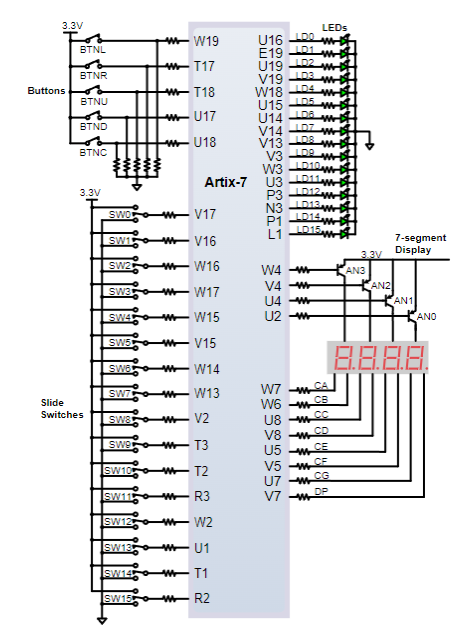 3.3V
LEDs
BTNL W19 U16 LD0
E19 LD1
BTNR T17 U19 LD2
V19 LD3
Buttons BTNU T18 W18 LD4
U15 LD5
BTND U17 U14 LD6
V14 LD7
BTNC U18 V13 LD8
V3 LD9
W3 LD10
Artix-7 U3 LD11
3.3V P3 LD12
N3 LD13
SW0 V17 P1 LD14
L1 LD15
SW1 V16 7-segment
Display
3.3V
SW2 W16 W4 AN3
V4 AN2
SW3 W17 U4 AN1
SW4 W15 U2 AN0
SW5 V15 8.8.8.8.
SW6 W14
SW7 W13 W7 CA
Slide
Switches
W6 CB
SW8 V2 U8 CC
V8 CD
SW9 T3 U5 CE
SW10 T2 V5 CF
U7 CG
SW11 R3 V7 DP
SW12 W2
SW13 U1
SW14 T1
SW15 R2